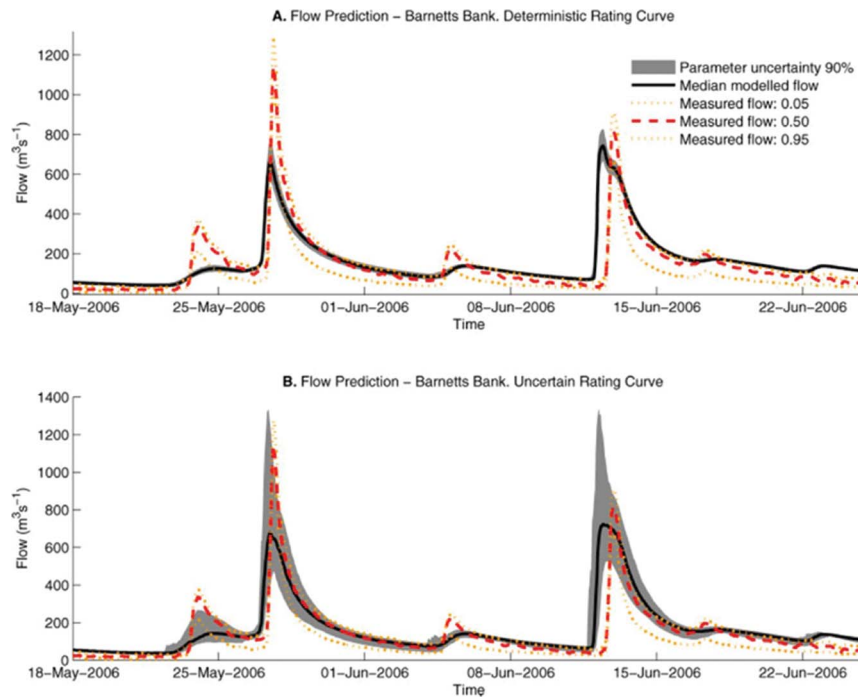 A. Flow Prediction – Barnetts Bank. Deterministic Rating Curve
1200
1000
800
600
400
200
0
Flow (m³s⁻¹)
Parameter uncertainty 90%
Median modelled flow
Measured flow: 0.05
Measured flow: 0.50
Measured flow: 0.95
18–May–2006
25–May–2006
01–Jun–2006
08–Jun–2006
15–Jun–2006
22–Jun–2006
Time
B. Flow Prediction – Barnetts Bank. Uncertain Rating Curve
1400
1200
1000
800
600
400
200
0
Flow (m³s⁻¹)
18–May–2006
25–May–2006
01–Jun–2006
08–Jun–2006
15–Jun–2006
22–Jun–2006
Time